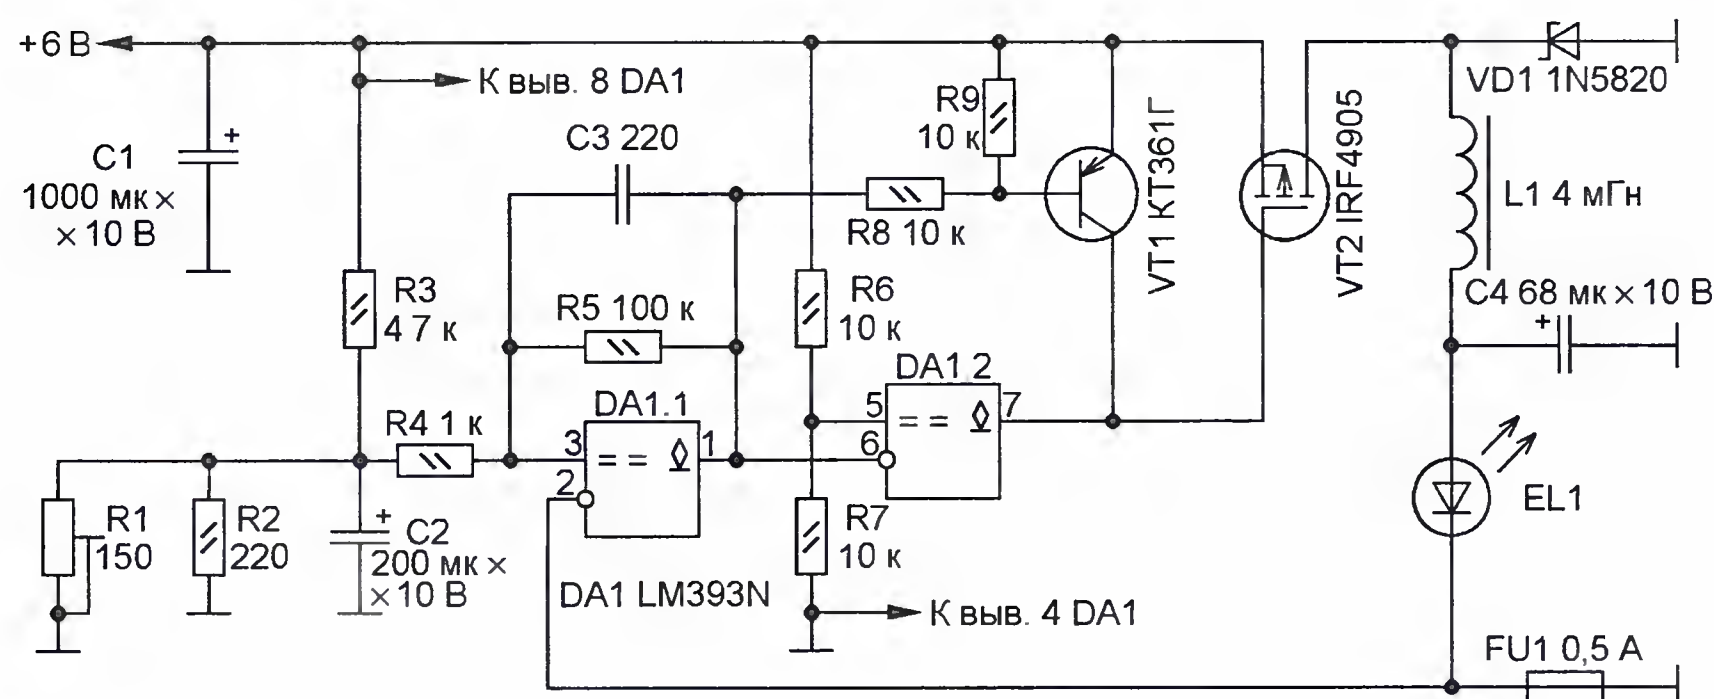 +6 В
К выв. 8 DA1
VD1 1N5820
R9
10 к
C3 220
C1
1000 мк ×
× 10 В
VT1 КТ361Г
VT2 IRF4905
L1 4 мГн
R8 10 к
R3
4 7 к
R5 100 к
R6
10 к
C4 68 мк × 10 В
+
+
DA1.1
DA1 2
R4 1 к
3
1
2
= =
5
6
7
= =
R1
150
R2
220
+
C2
200 мк ×
× 10 В
R7
10 к
EL1
DA1 LM393N
К выв. 4 DA1
FU1 0,5 А